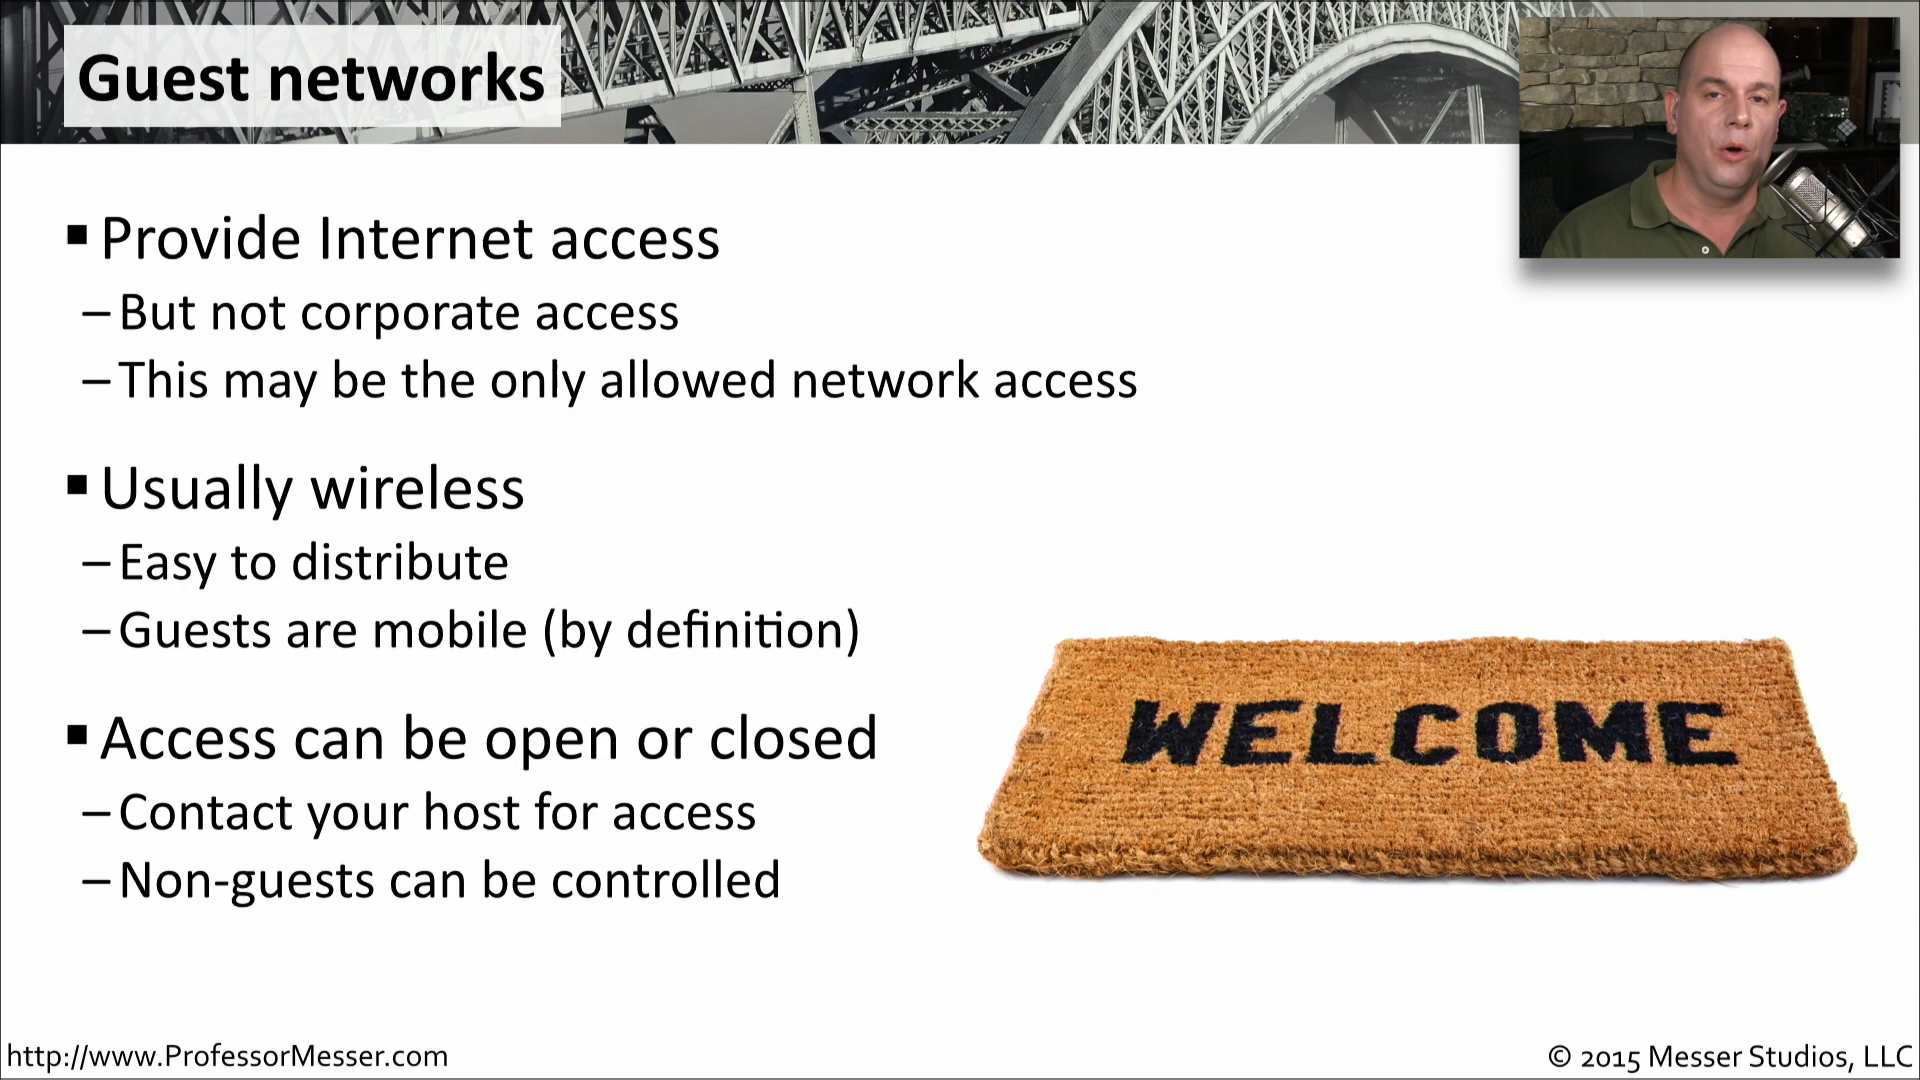 Guest networks
▪ Provide Internet access
– But not corporate access
– This may be the only allowed network access
▪ Usually wireless
– Easy to distribute
– Guests are mobile (by definition)
▪ Access can be open or closed
– Contact your host for access
– Non-guests can be controlled
WELCOME
http://www.ProfessorMesser.com
© 2015 Messer Studios, LLC